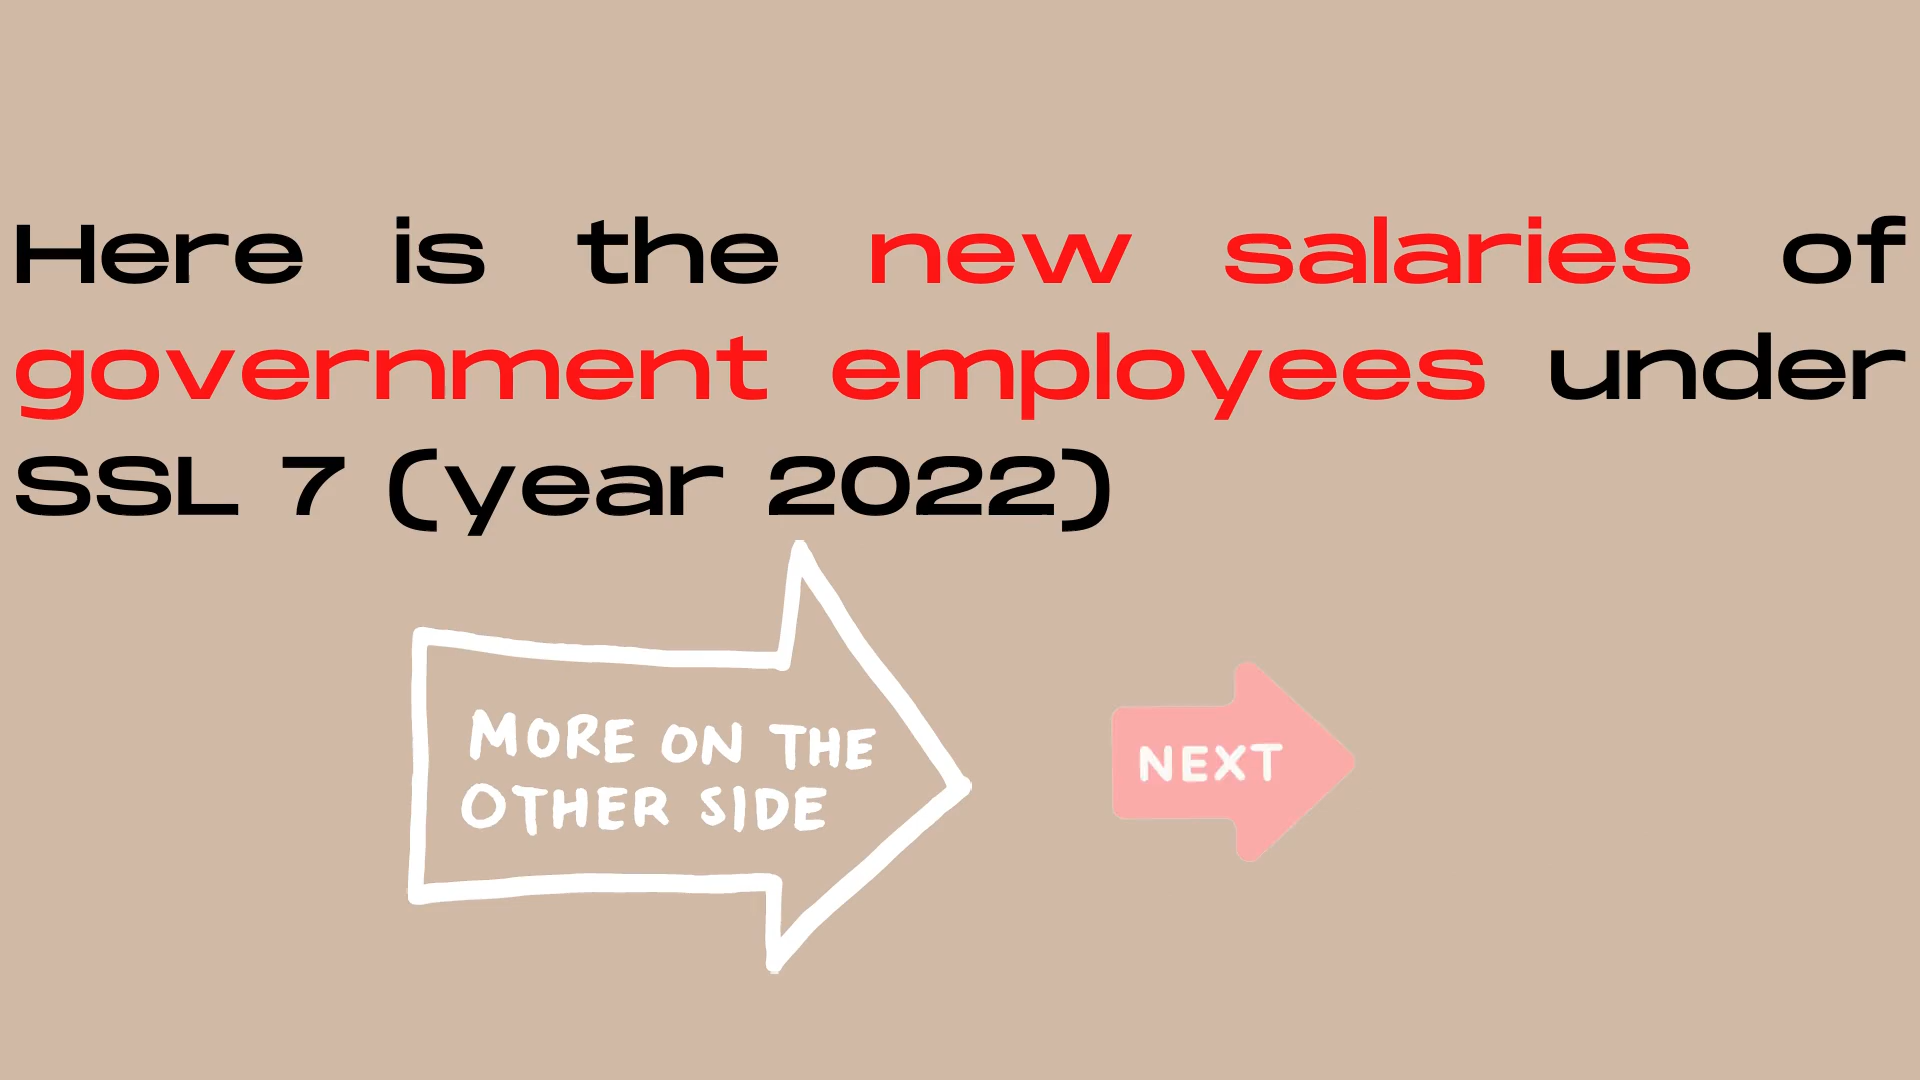 Here is the new salaries of
government employees under
SSL 7 (year 2022)
MORE ON THE
OTHER SIDE
NEXT